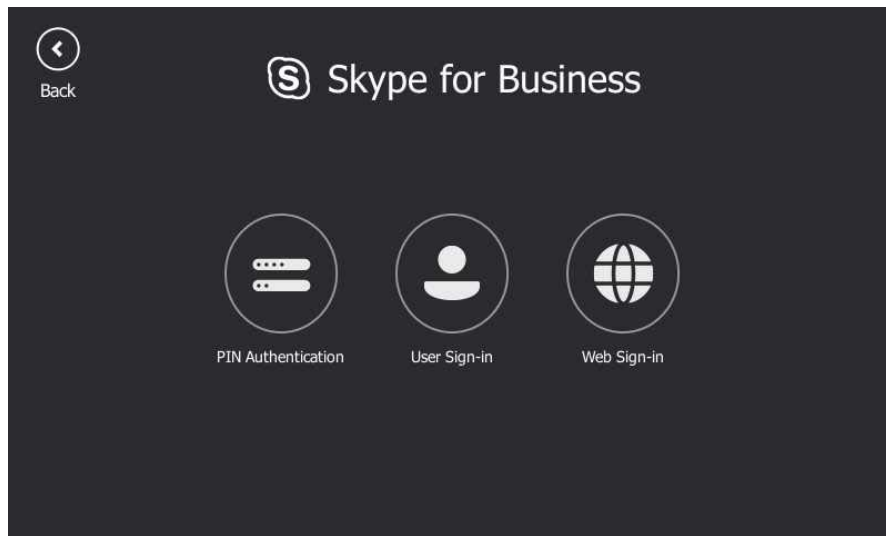 Skype for Business
Back
PIN Authentication
User Sign-in
Web Sign-in